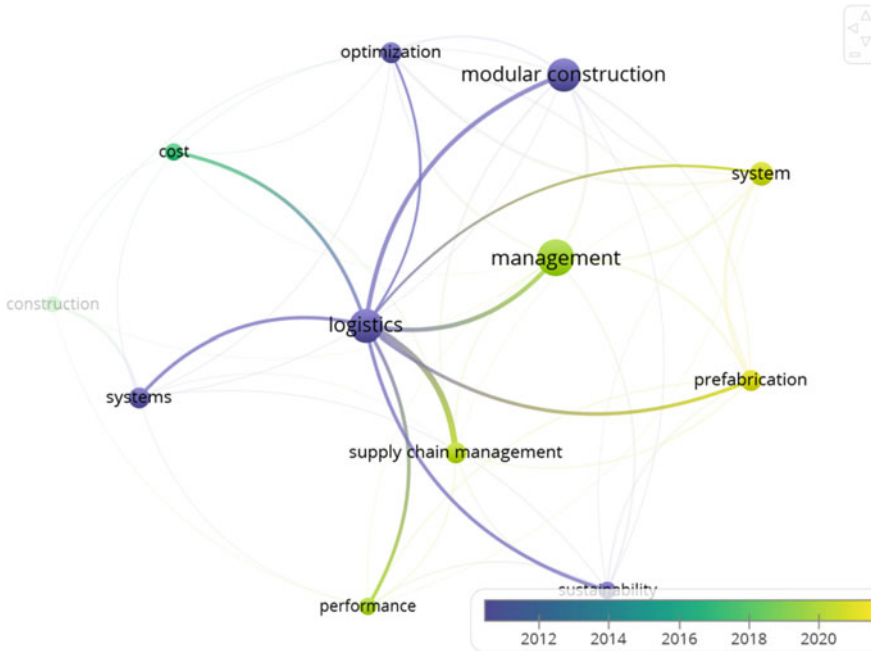 optimization
modular construction
cost
system
management
construction
logistics
prefabrication
systems
supply chain management
sustainability
performance
2012 2014 2016 2018 2020